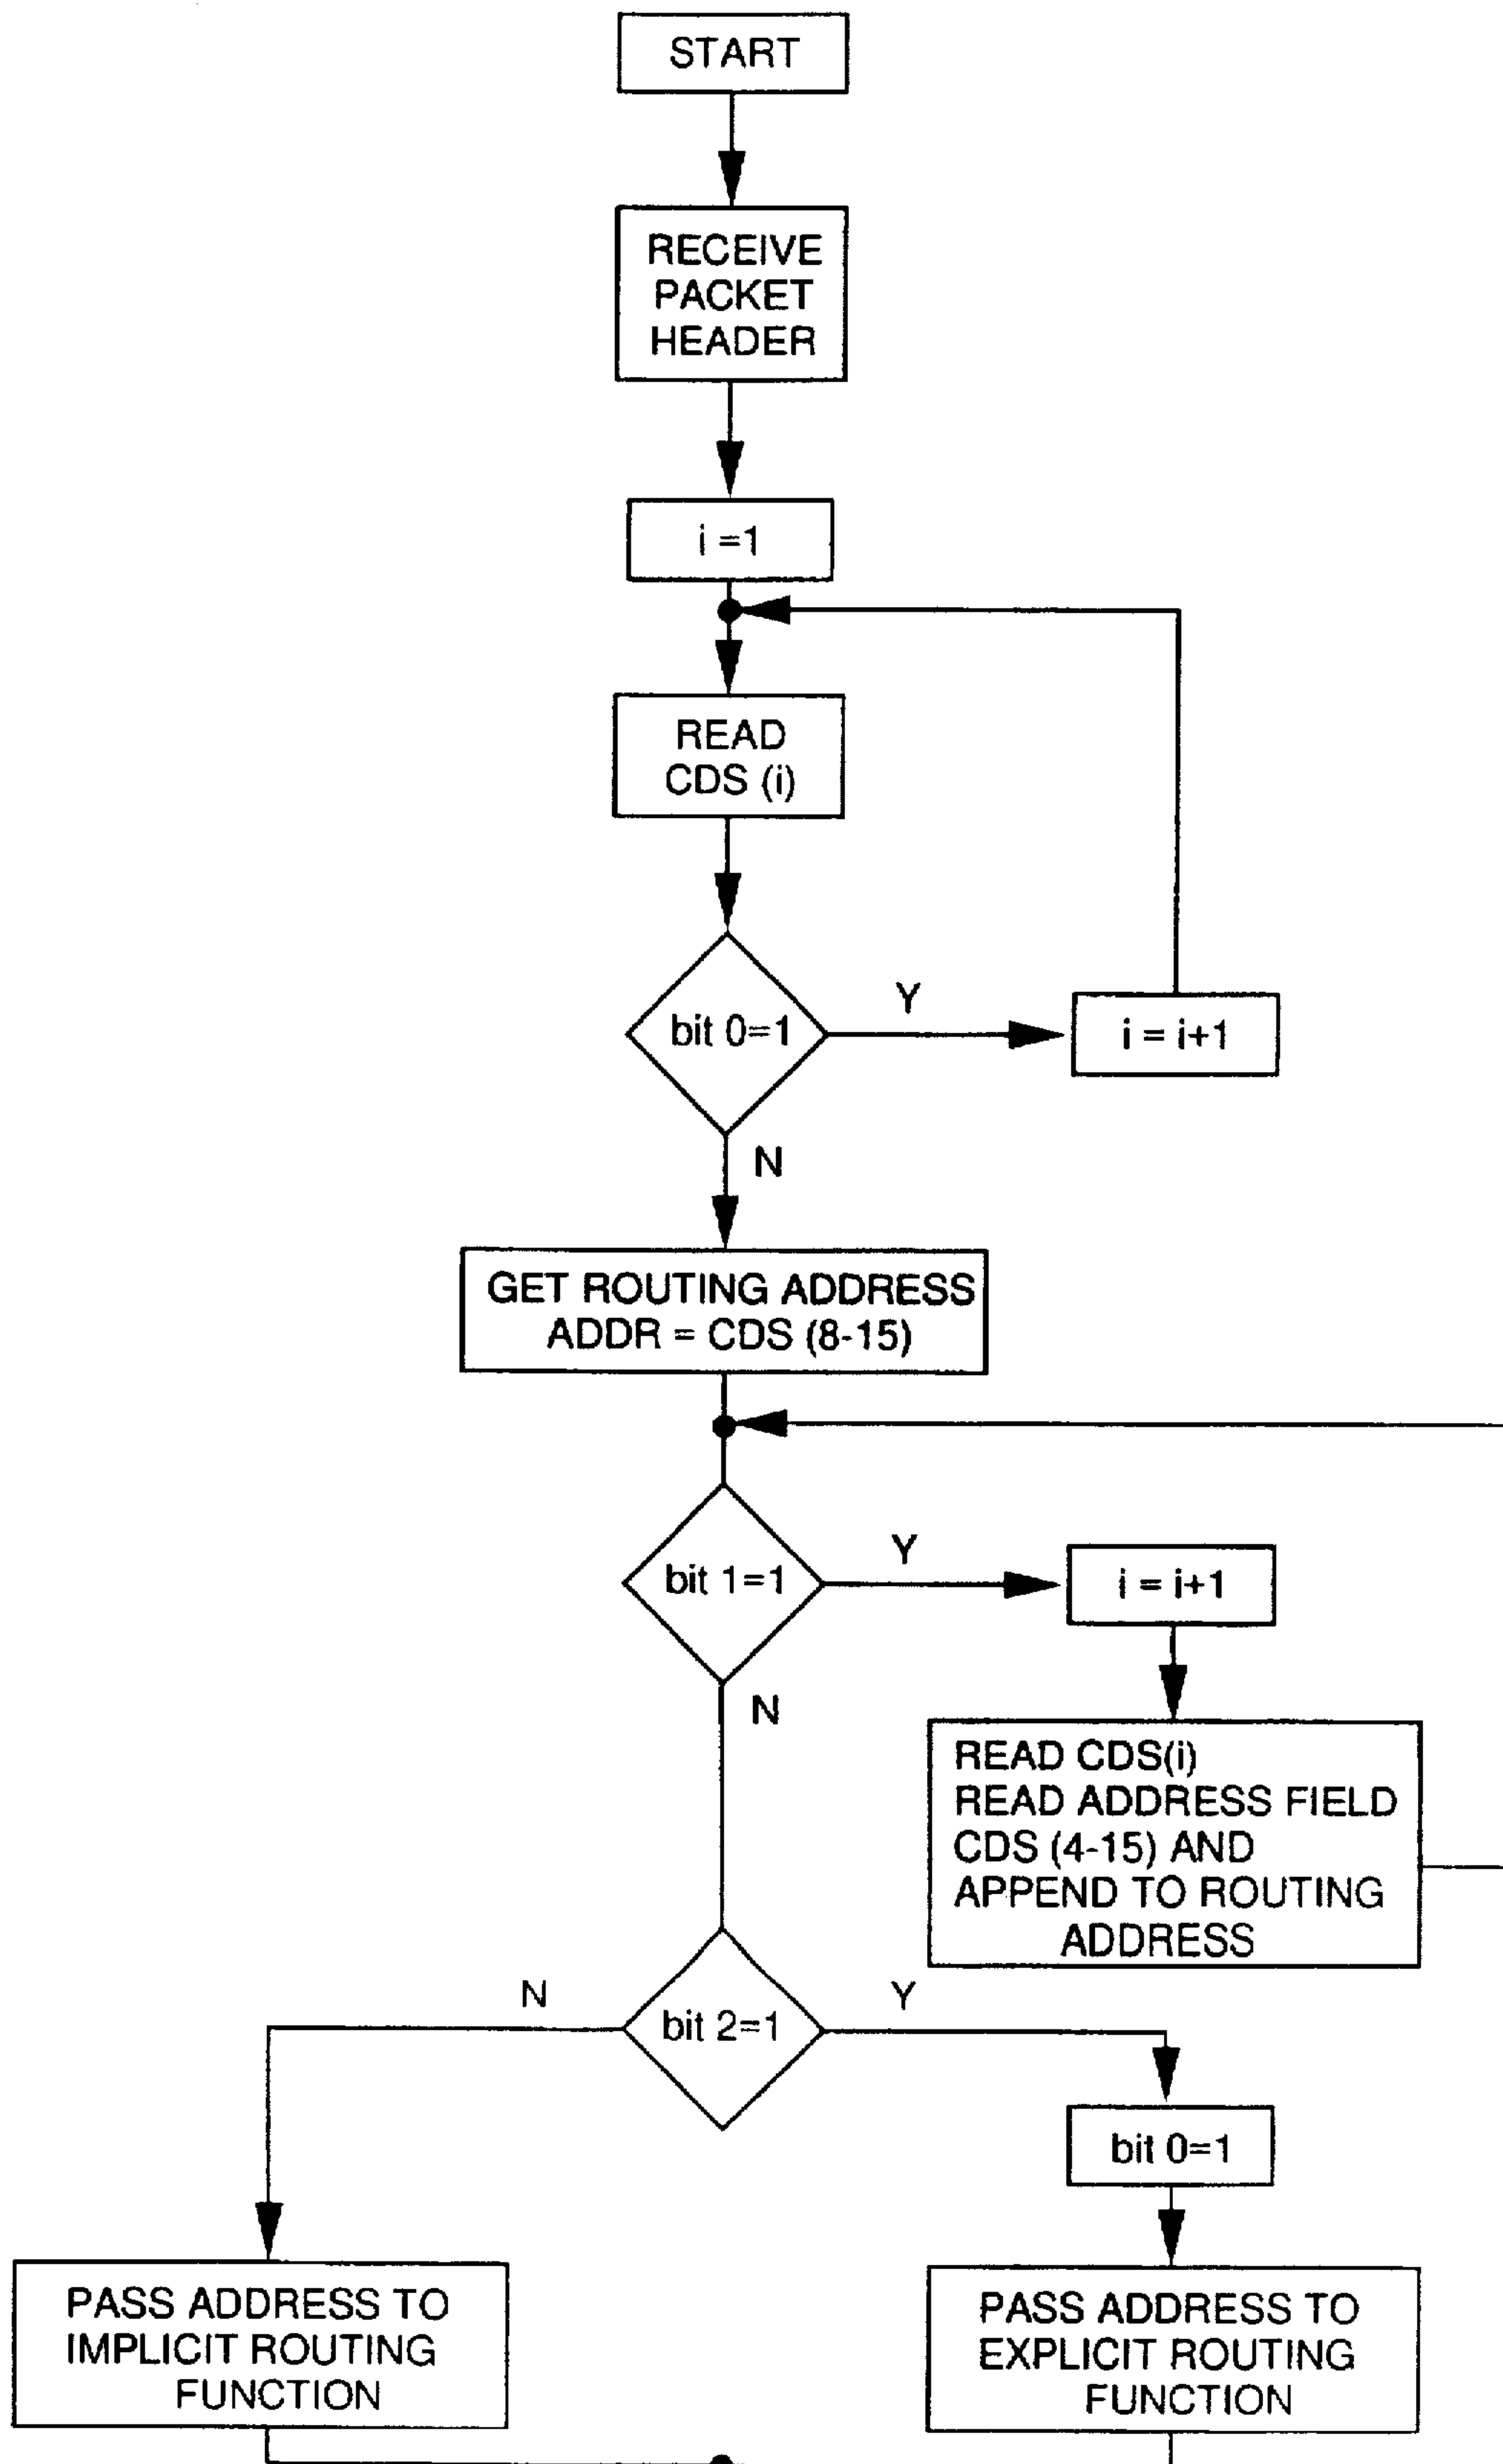 START
RECEIVE
PACKET
HEADER
i =1
READ
CDS (i)
bit 0=1
Y
i = i+1
N
GET ROUTING ADDRESS
ADDR = CDS (8-15)
bit 1=1
Y
i = i+1
N
READ CDS(i)
READ ADDRESS FIELD
CDS (4-15) AND
APPEND TO ROUTING
ADDRESS
N
bit 2=1
Y
bit 0=1
PASS ADDRESS TO
IMPLICIT ROUTING
FUNCTION
PASS ADDRESS TO
EXPLICIT ROUTING
FUNCTION